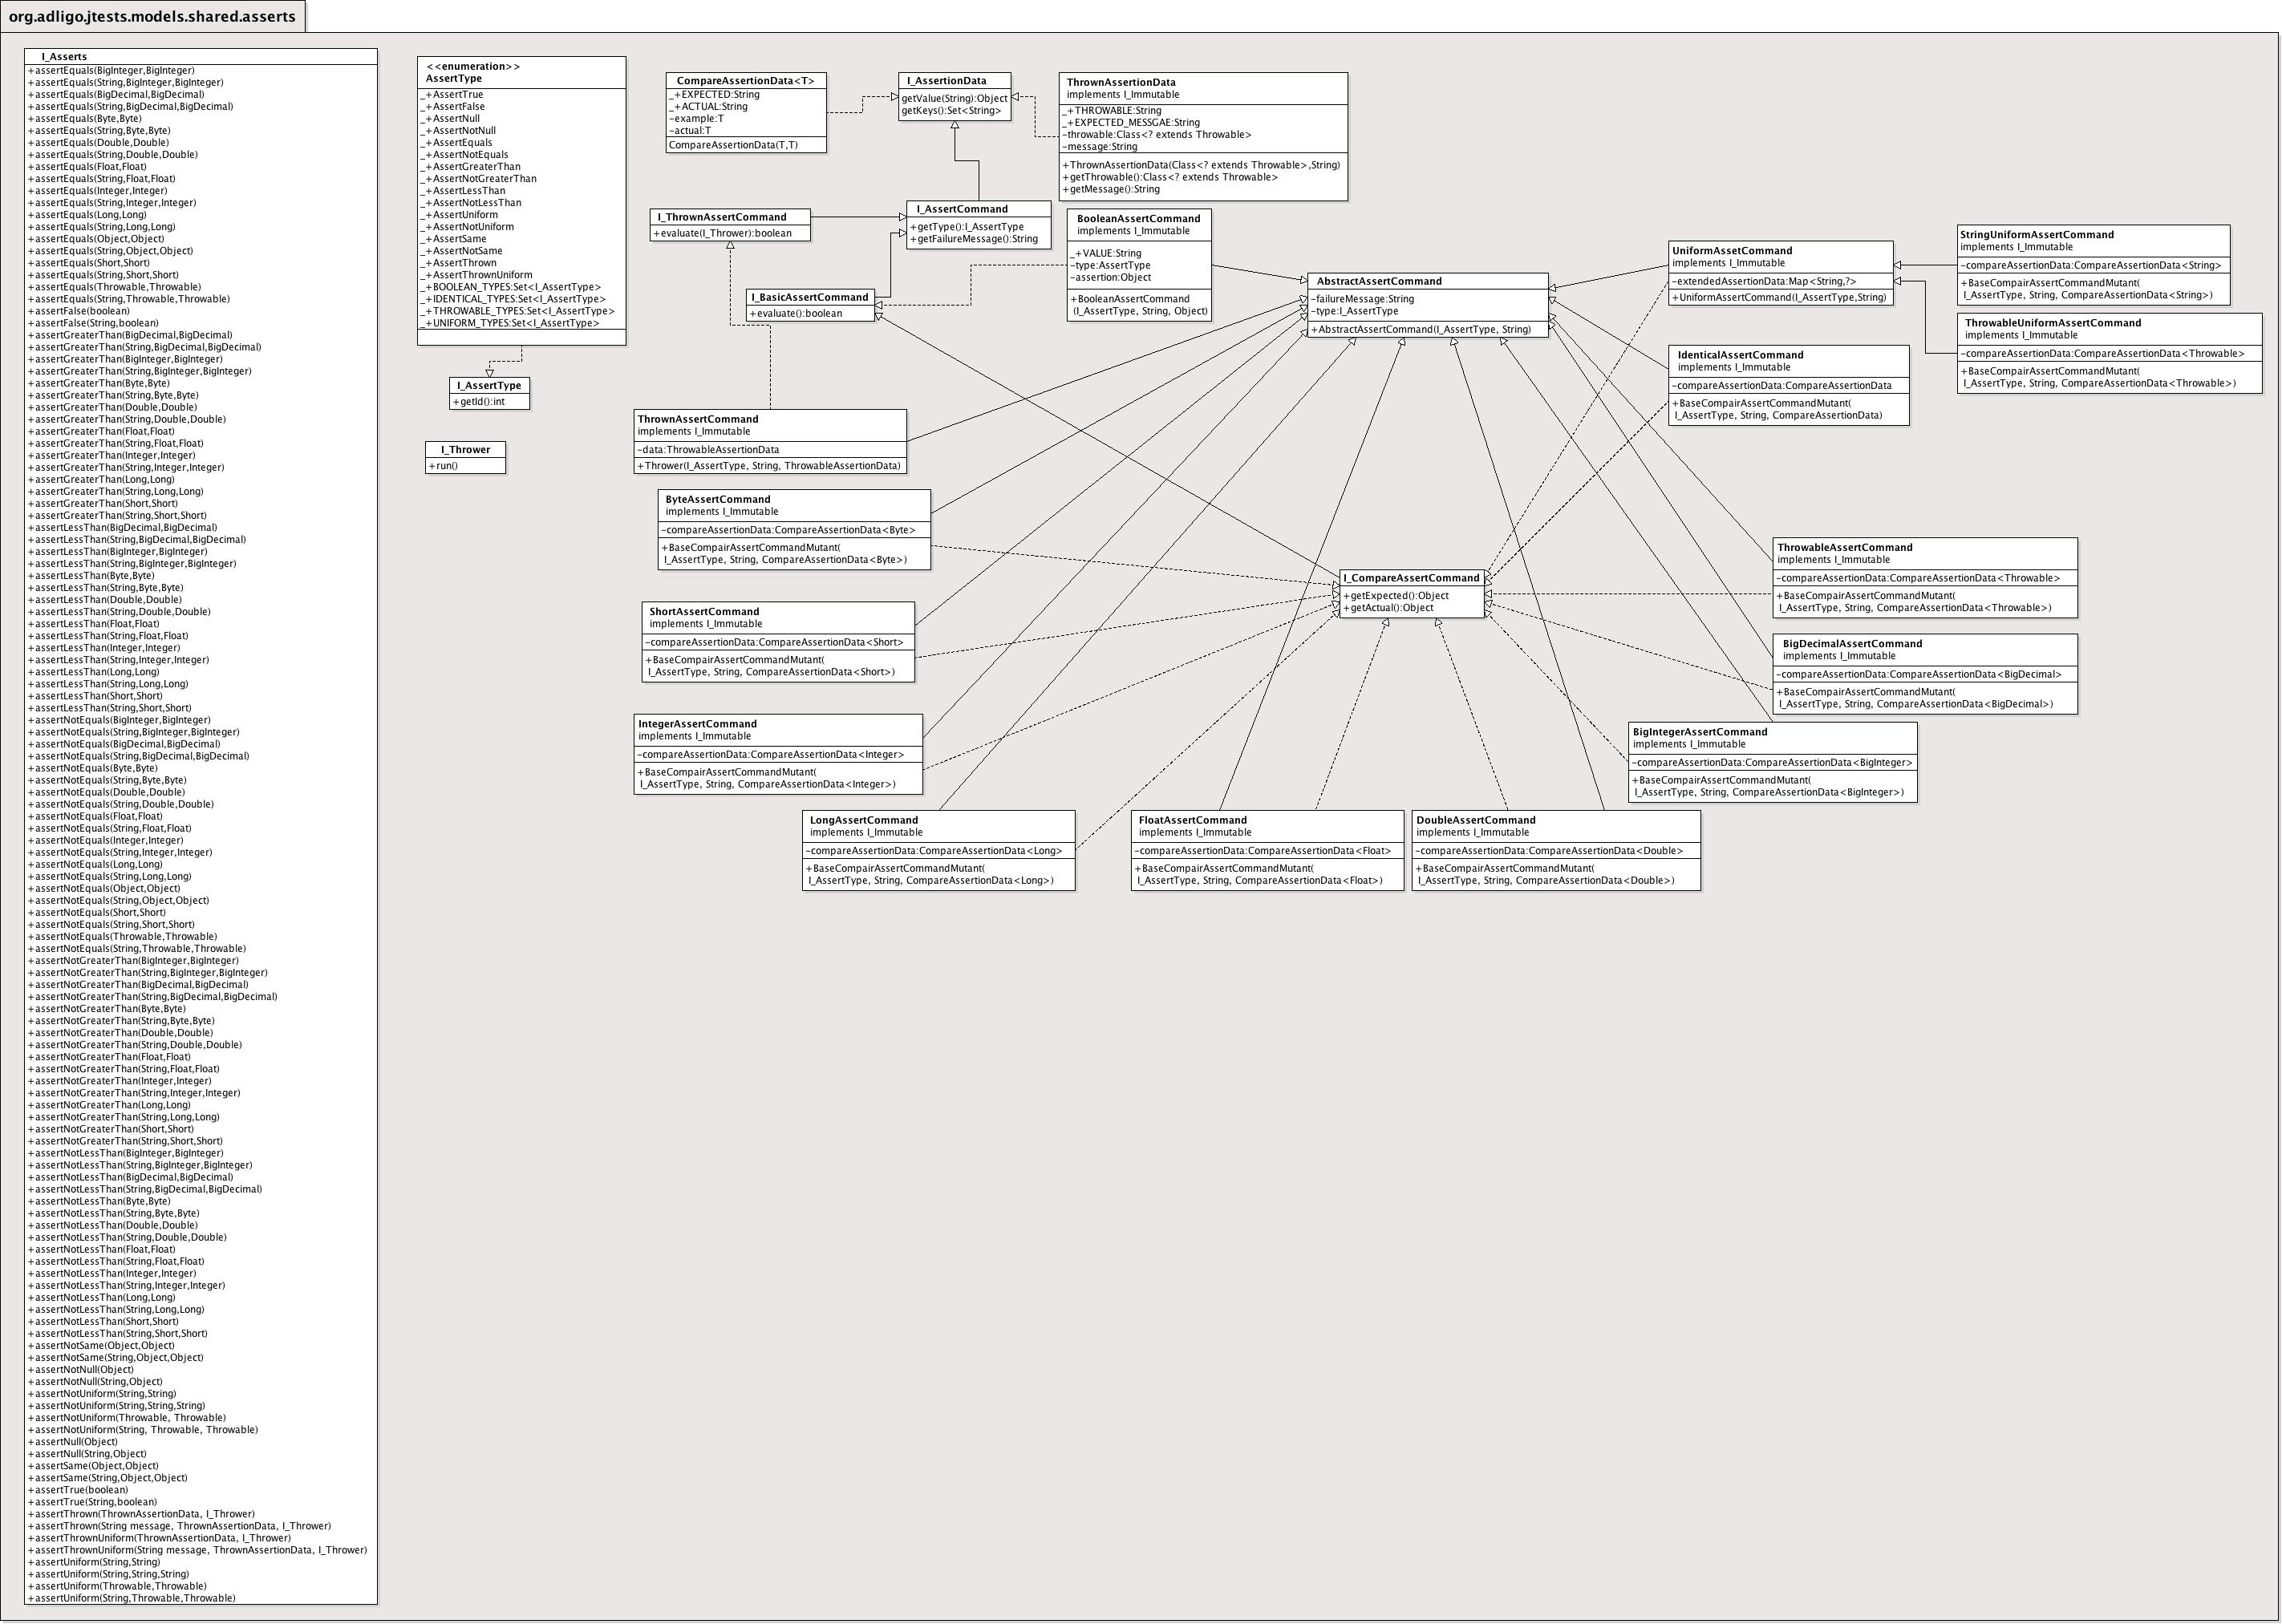 org.adligo.jtests.models.shared.asserts
I_Asserts
+assertEquals(BigInteger,BigInteger)
+assertEquals(String,BigInteger,BigInteger)
+assertEquals(BigDecimal,BigDecimal)
+assertEquals(String,BigDecimal,BigDecimal)
+assertEquals(Byte,Byte)
+assertEquals(String,Byte,Byte)
+assertEquals(Double,Double)
+assertEquals(String,Double,Double)
+assertEquals(Float,Float)
+assertEquals(String,Float,Float)
+assertEquals(Integer,Integer)
+assertEquals(String,Integer,Integer)
+assertEquals(Long,Long)
+assertEquals(String,Long,Long)
+assertEquals(Object,Object)
+assertEquals(String,Object,Object)
+assertEquals(Short,Short)
+assertEquals(String,Short,Short)
+assertEquals(Throwable,Throwable)
+assertEquals(String,Throwable,Throwable)
+assertFalse(boolean)
+assertFalse(String,boolean)
+assertGreaterThan(BigDecimal,BigDecimal)
+assertGreaterThan(String,BigDecimal,BigDecimal)
+assertGreaterThan(BigInteger,BigInteger)
+assertGreaterThan(String,BigInteger,BigInteger)
+assertGreaterThan(Byte,Byte)
+assertGreaterThan(String,Byte,Byte)
+assertGreaterThan(Double,Double)
+assertGreaterThan(String,Double,Double)
+assertGreaterThan(Float,Float)
+assertGreaterThan(String,Float,Float)
+assertGreaterThan(Integer,Integer)
+assertGreaterThan(String,Integer,Integer)
+assertGreaterThan(Long,Long)
+assertGreaterThan(String,Long,Long)
+assertGreaterThan(Short,Short)
+assertGreaterThan(String,Short,Short)
+assertLessThan(BigDecimal,BigDecimal)
+assertLessThan(String,BigDecimal,BigDecimal)
+assertLessThan(BigInteger,BigInteger)
+assertLessThan(String,BigInteger,BigInteger)
+assertLessThan(Byte,Byte)
+assertLessThan(String,Byte,Byte)
+assertLessThan(Double,Double)
+assertLessThan(String,Double,Double)
+assertLessThan(Float,Float)
+assertLessThan(String,Float,Float)
+assertLessThan(Integer,Integer)
+assertLessThan(String,Integer,Integer)
+assertLessThan(Long,Long)
+assertLessThan(String,Long,Long)
+assertLessThan(Short,Short)
+assertLessThan(String,Short,Short)
+assertNotEquals(BigInteger,BigInteger)
+assertNotEquals(String,BigInteger,BigInteger)
+assertNotEquals(BigDecimal,BigDecimal)
+assertNotEquals(String,BigDecimal,BigDecimal)
+assertNotEquals(Byte,Byte)
+assertNotEquals(String,Byte,Byte)
+assertNotEquals(Double,Double)
+assertNotEquals(String,Double,Double)
+assertNotEquals(Float,Float)
+assertNotEquals(String,Float,Float)
+assertNotEquals(Integer,Integer)
+assertNotEquals(String,Integer,Integer)
+assertNotEquals(Long,Long)
+assertNotEquals(String,Long,Long)
+assertNotEquals(Object,Object)
+assertNotEquals(String,Object,Object)
+assertNotEquals(Short,Short)
+assertNotEquals(String,Short,Short)
+assertNotEquals(Throwable,Throwable)
+assertNotEquals(String,Throwable,Throwable)
+assertNotGreaterThan(BigInteger,BigInteger)
+assertNotGreaterThan(String,BigInteger,BigInteger)
+assertNotGreaterThan(BigDecimal,BigDecimal)
+assertNotGreaterThan(String,BigDecimal,BigDecimal)
+assertNotGreaterThan(Byte,Byte)
+assertNotGreaterThan(String,Byte,Byte)
+assertNotGreaterThan(Double,Double)
+assertNotGreaterThan(String,Double,Double)
+assertNotGreaterThan(Float,Float)
+assertNotGreaterThan(String,Float,Float)
+assertNotGreaterThan(Integer,Integer)
+assertNotGreaterThan(String,Integer,Integer)
+assertNotGreaterThan(Long,Long)
+assertNotGreaterThan(String,Long,Long)
+assertNotGreaterThan(Short,Short)
+assertNotGreaterThan(String,Short,Short)
+assertNotLessThan(BigInteger,BigInteger)
+assertNotLessThan(String,BigInteger,BigInteger)
+assertNotLessThan(BigDecimal,BigDecimal)
+assertNotLessThan(String,BigDecimal,BigDecimal)
+assertNotLessThan(Byte,Byte)
+assertNotLessThan(String,Byte,Byte)
+assertNotLessThan(Double,Double)
+assertNotLessThan(String,Double,Double)
+assertNotLessThan(Float,Float)
+assertNotLessThan(String,Float,Float)
+assertNotLessThan(Integer,Integer)
+assertNotLessThan(String,Integer,Integer)
+assertNotLessThan(Long,Long)
+assertNotLessThan(String,Long,Long)
+assertNotLessThan(Short,Short)
+assertNotLessThan(String,Short,Short)
+assertNotSame(Object,Object)
+assertNotSame(String,Object,Object)
+assertNotNull(Object)
+assertNotNull(String,Object)
+assertNotUniform(String,String)
+assertNotUniform(String,String,String)
+assertNotUniform(Throwable, Throwable)
+assertNotUniform(String, Throwable, Throwable)
+assertNull(Object)
+assertNull(String,Object)
+assertSame(Object,Object)
+assertSame(String,Object,Object)
+assertTrue(boolean)
+assertTrue(String,boolean)
+assertThrown(ThrownAssertionData, I_Thrower)
+assertThrown(String message, ThrownAssertionData, I_Thrower)
+assertThrownUniform(ThrownAssertionData, I_Thrower)
+assertThrownUniform(String message, ThrownAssertionData, I_Thrower)
+assertUniform(String,String)
+assertUniform(String,String,String)
+assertUniform(Throwable,Throwable)
+assertUniform(String,Throwable,Throwable)
<<enumeration>>
AssertType
_+AssertTrue
_+AssertFalse
_+AssertNull
_+AssertNotNull
_+AssertEquals
_+AssertNotEquals
_+AssertGreaterThan
_+AssertNotGreaterThan
_+AssertLessThan
_+AssertNotLessThan
_+AssertUniform
_+AssertNotUniform
_+AssertSame
_+AssertNotSame
_+AssertThrown
_+AssertThrownUniform
_+BOOLEAN_TYPES:Set<I_AssertType>
_+IDENTICAL_TYPES:Set<I_AssertType>
_+THROWABLE_TYPES:Set<I_AssertType>
_+UNIFORM_TYPES:Set<I_AssertType>
I_AssertType
+getId():int
I_Thrower
+run()
CompareAssertionData<T>
_+EXPECTED:String
_+ACTUAL:String
-example:T
-actual:T
CompareAssertionData(T,T)
I_AssertionData
getValue(String):Object
getKeys():Set<String>
ThrownAssertionData
implements I_Immutable
_+THROWABLE:String
_+EXPECTED_MESSGAE:String
-throwable:Class<? extends Throwable>
-message:String
+ThrownAssertionData(Class<? extends Throwable>,String)
+getThrowable():Class<? extends Throwable>
+getMessage():String
I_ThrownAssertCommand
+evaluate(I_Thrower):boolean
I_AssertCommand
+getType():I_AssertType
+getFailureMessage():String
BooleanAssertCommand
implements I_Immutable
_+VALUE:String
-type:AssertType
-assertion:Object
+BooleanAssertCommand
(I_AssertType, String, Object)
I_BasicAssertCommand
+evaluate():boolean
AbstractAssertCommand
-failureMessage:String
-type:I_AssertType
+AbstractAssertCommand(I_AssertType, String)
UniformAssetCommand
implements I_Immutable
-extendedAssertionData:Map<String,?>
+UniformAssertCommand(I_AssertType,String)
StringUniformAssertCommand
implements I_Immutable
-compareAssertionData:CompareAssertionData<String>
+BaseCompairAssertCommandMutant(
I_AssertType, String, CompareAssertionData<String>)
ThrowableUniformAssertCommand
implements I_Immutable
-compareAssertionData:CompareAssertionData<Throwable>
+BaseCompairAssertCommandMutant(
I_AssertType, String, CompareAssertionData<Throwable>)
IdenticalAssertCommand
implements I_Immutable
-compareAssertionData:CompareAssertionData
+BaseCompairAssertCommandMutant(
I_AssertType, String, CompareAssertionData)
ThrownAssertCommand
implements I_Immutable
-data:ThrowableAssertionData
+Thrower(I_AssertType, String, ThrowableAssertionData)
ByteAssertCommand
implements I_Immutable
-compareAssertionData:CompareAssertionData<Byte>
+BaseCompairAssertCommandMutant(
I_AssertType, String, CompareAssertionData<Byte>)
I_CompareAssertCommand
+getExpected():Object
+getActual():Object
ThrowableAssertCommand
implements I_Immutable
-compareAssertionData:CompareAssertionData<Throwable>
+BaseCompairAssertCommandMutant(
I_AssertType, String, CompareAssertionData<Throwable>)
ShortAssertCommand
implements I_Immutable
-compareAssertionData:CompareAssertionData<Short>
+BaseCompairAssertCommandMutant(
I_AssertType, String, CompareAssertionData<Short>)
BigDecimalAssertCommand
implements I_Immutable
-compareAssertionData:CompareAssertionData<BigDecimal>
+BaseCompairAssertCommandMutant(
I_AssertType, String, CompareAssertionData<BigDecimal>)
IntegerAssertCommand
implements I_Immutable
-compareAssertionData:CompareAssertionData<Integer>
+BaseCompairAssertCommandMutant(
I_AssertType, String, CompareAssertionData<Integer>)
BigIntegerAssertCommand
implements I_Immutable
-compareAssertionData:CompareAssertionData<BigInteger>
+BaseCompairAssertCommandMutant(
I_AssertType, String, CompareAssertionData<BigInteger>)
LongAssertCommand
implements I_Immutable
-compareAssertionData:CompareAssertionData<Long>
+BaseCompairAssertCommandMutant(
I_AssertType, String, CompareAssertionData<Long>)
FloatAssertCommand
implements I_Immutable
-compareAssertionData:CompareAssertionData<Float>
+BaseCompairAssertCommandMutant(
I_AssertType, String, CompareAssertionData<Float>)
DoubleAssertCommand
implements I_Immutable
-compareAssertionData:CompareAssertionData<Double>
+BaseCompairAssertCommandMutant(
I_AssertType, String, CompareAssertionData<Double>)